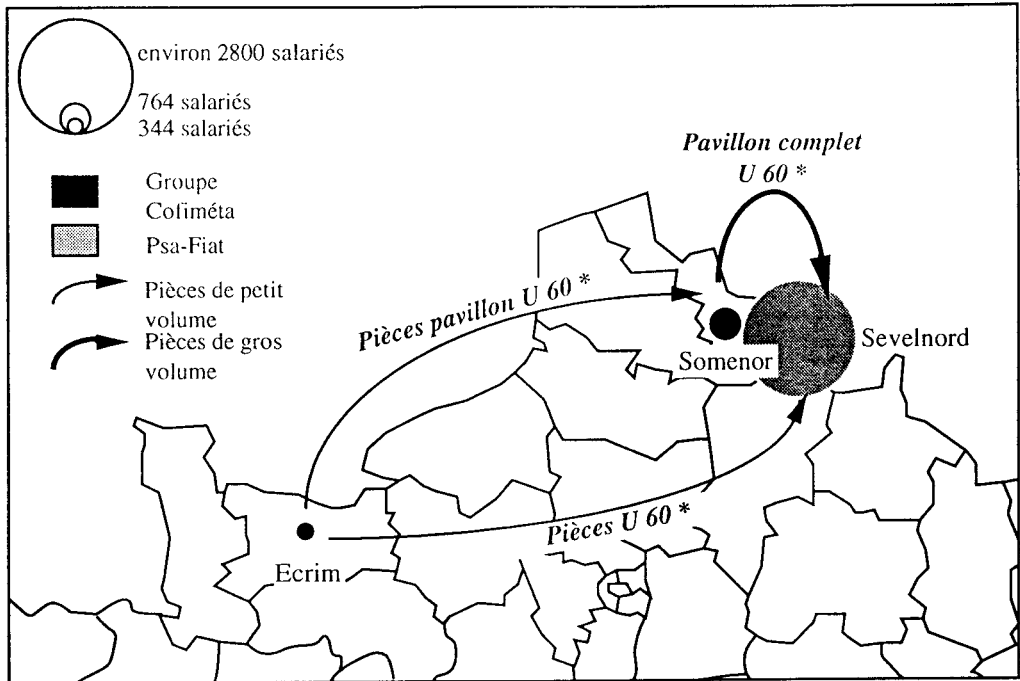 environ 2800 salariés
764 salariés
344 salariés
Groupe
Cofiméta
Psa-Fiat
Pièces de petit
volume
Pièces de gros
volume
Pavillon complet
U 60 *
Pièces pavillon U 60 *
Somenor
Sevelnord
Pièces U 60 *
Ecrim